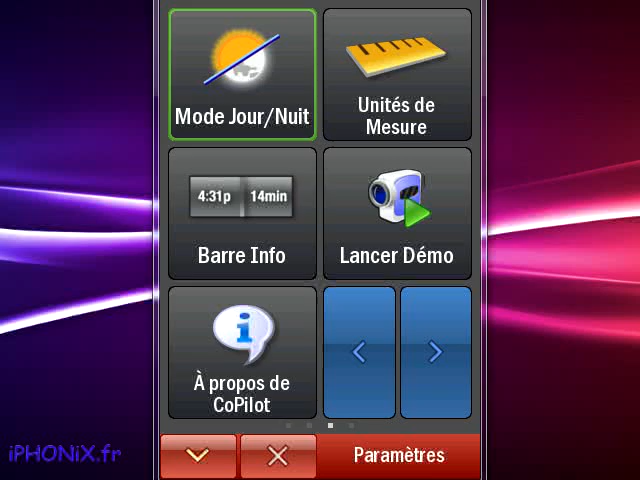 Mode Jour/Nuit
Unités de
Mesure
4:31p 14min
Barre Info
Lancer Démo
i
À propos de
CoPilot
Paramètres
iPHONiX.fr